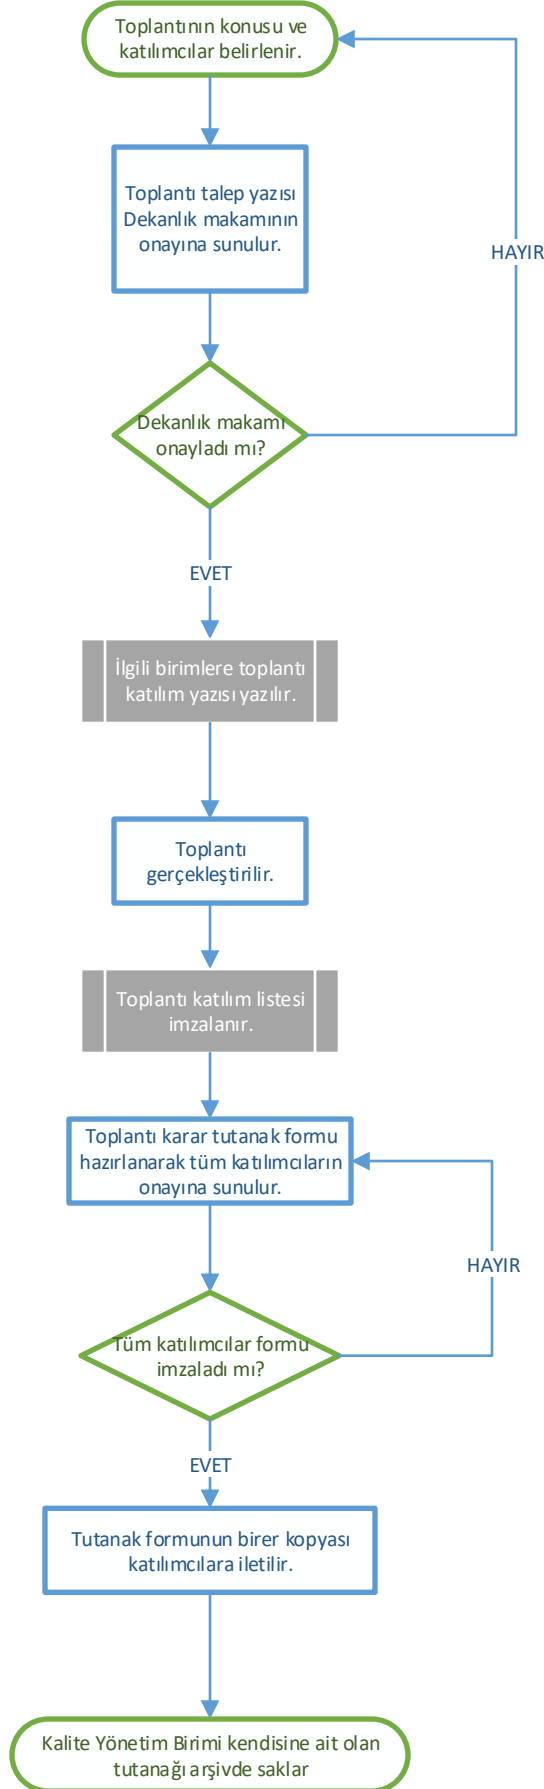 Toplantının konusu ve
katılımcılar belirlenir.
Toplantı talep yazısı
Dekanlık makamının
onayına sunulur.
HAYIR
Dekanlık makamı
onayladı mı?
EVET
İlgili birimlere toplantı
katılım yazısı yazılır.
Toplantı
gerçekleştirilir.
Toplantı katılım listesi
imzalanır.
Toplantı karar tutanak formu
hazırlanarak tüm katılımcıların
onayına sunulur.
HAYIR
Tüm katılımcılar formu
imzaladı mı?
EVET
Tutanak formunun birer kopyası
katılımcılara iletilir.
Kalite Yönetim Birimi kendisine ait olan
tutanağı arşivde saklar